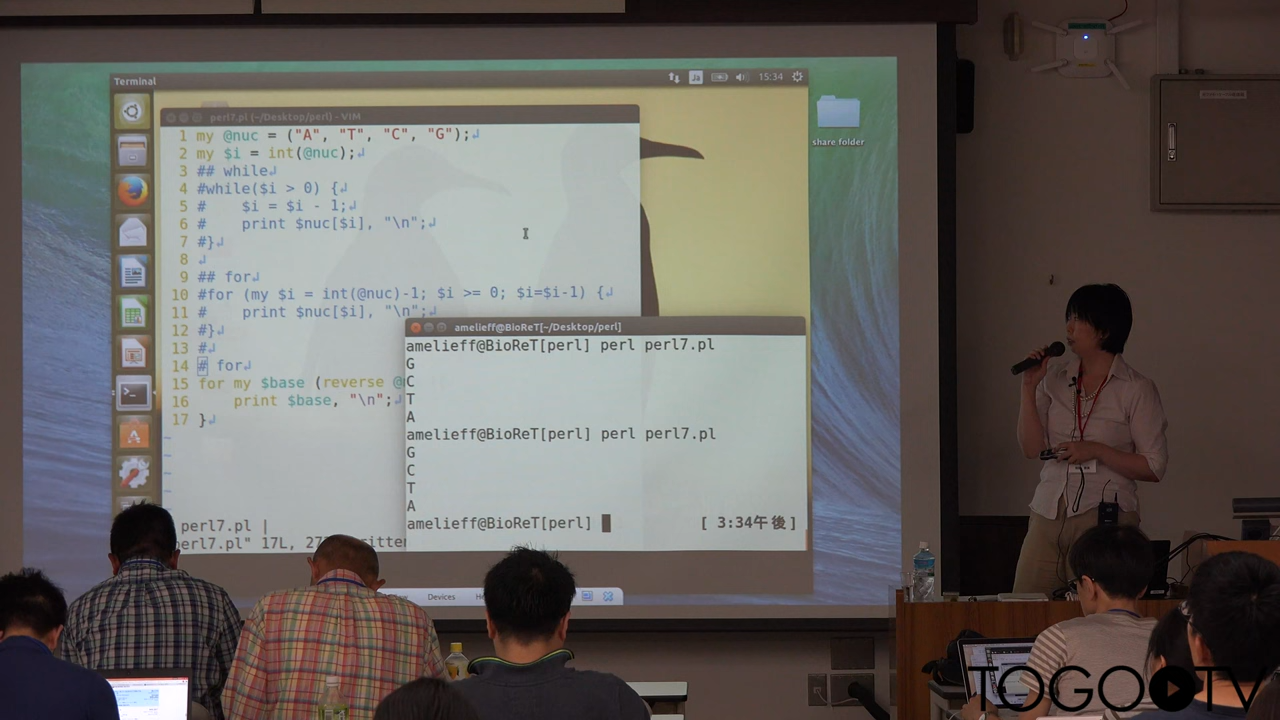 Terminal
Ja
15:34
share folder
perl7.pl (~/Desktop/perl) - VIM
1 my @nuc = ("A", "T", "C", "G");
2 my $i = int(@nuc);
3 ## while
4 #while($i > 0) {
5 #    $i = $i - 1;
6 #    print $nuc[$i], "\n";
7 #}
8
9 ## for
10 #for (my $i = int(@nuc)-1; $i >= 0; $i=$i-1) {
11 #    print $nuc[$i], "\n";
12 #}
13 #
14 # for
15 for my $base (reverse @
16     print $base, "\n";
17 }
~
~
~
~
perl7.pl |
perl7.pl" 17L, 27
amelieff@BioReT[~/Desktop/perl]
amelieff@BioReT[perl] perl perl7.pl
G
C
T
A
amelieff@BioReT[perl] perl perl7.pl
G
C
T
A
amelieff@BioReT[perl]
[ 3:34午後]
Devices
TOGO TV